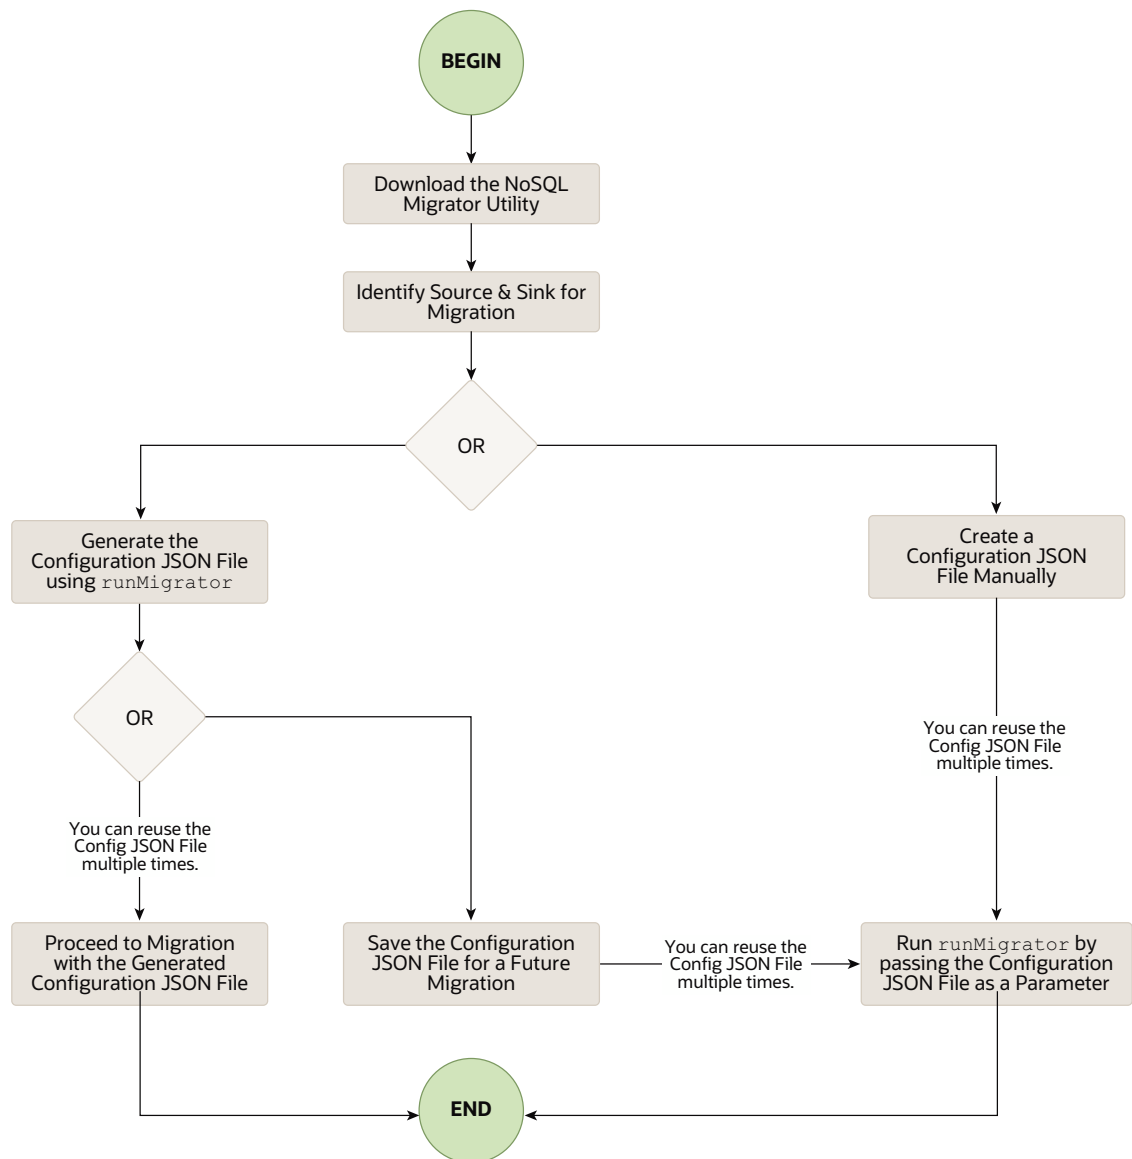 BEGIN
Download the NoSQL
Migrator Utility
Identify Source & Sink for
Migration
OR
Generate the
Configuration JSON File
using runMigrator
Create a
Configuration JSON
File Manually
OR
You can reuse the
Config JSON File
multiple times.
You can reuse the
Config JSON File
multiple times.
Proceed to Migration
with the Generated
Configuration JSON File
Save the Configuration
JSON File for a Future
Migration
You can reuse the
Config JSON File
multiple times.
Run runMigrator by
passing the Configuration
JSON File as a Parameter
END